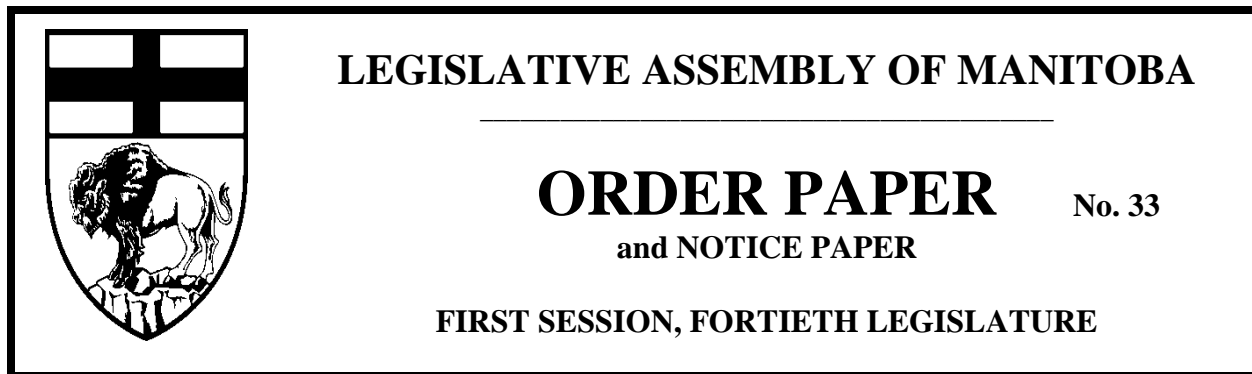 LEGISLATIVE ASSEMBLY OF MANITOBA
ORDER PAPER No. 33
and NOTICE PAPER
FIRST SESSION, FORTIETH LEGISLATURE